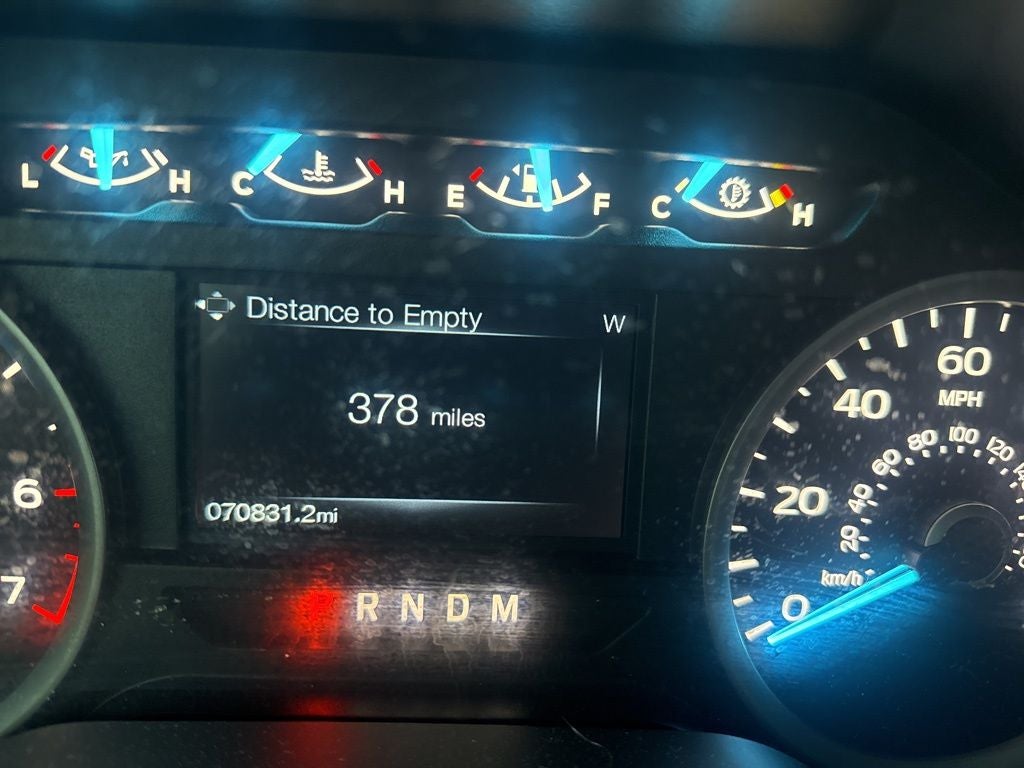 L H C H E F C H
Distance to Empty W
378 miles
070831.2mi
R N D M
6
7
0
20
40
60
MPH
20
40
60
80
100
120
km/h